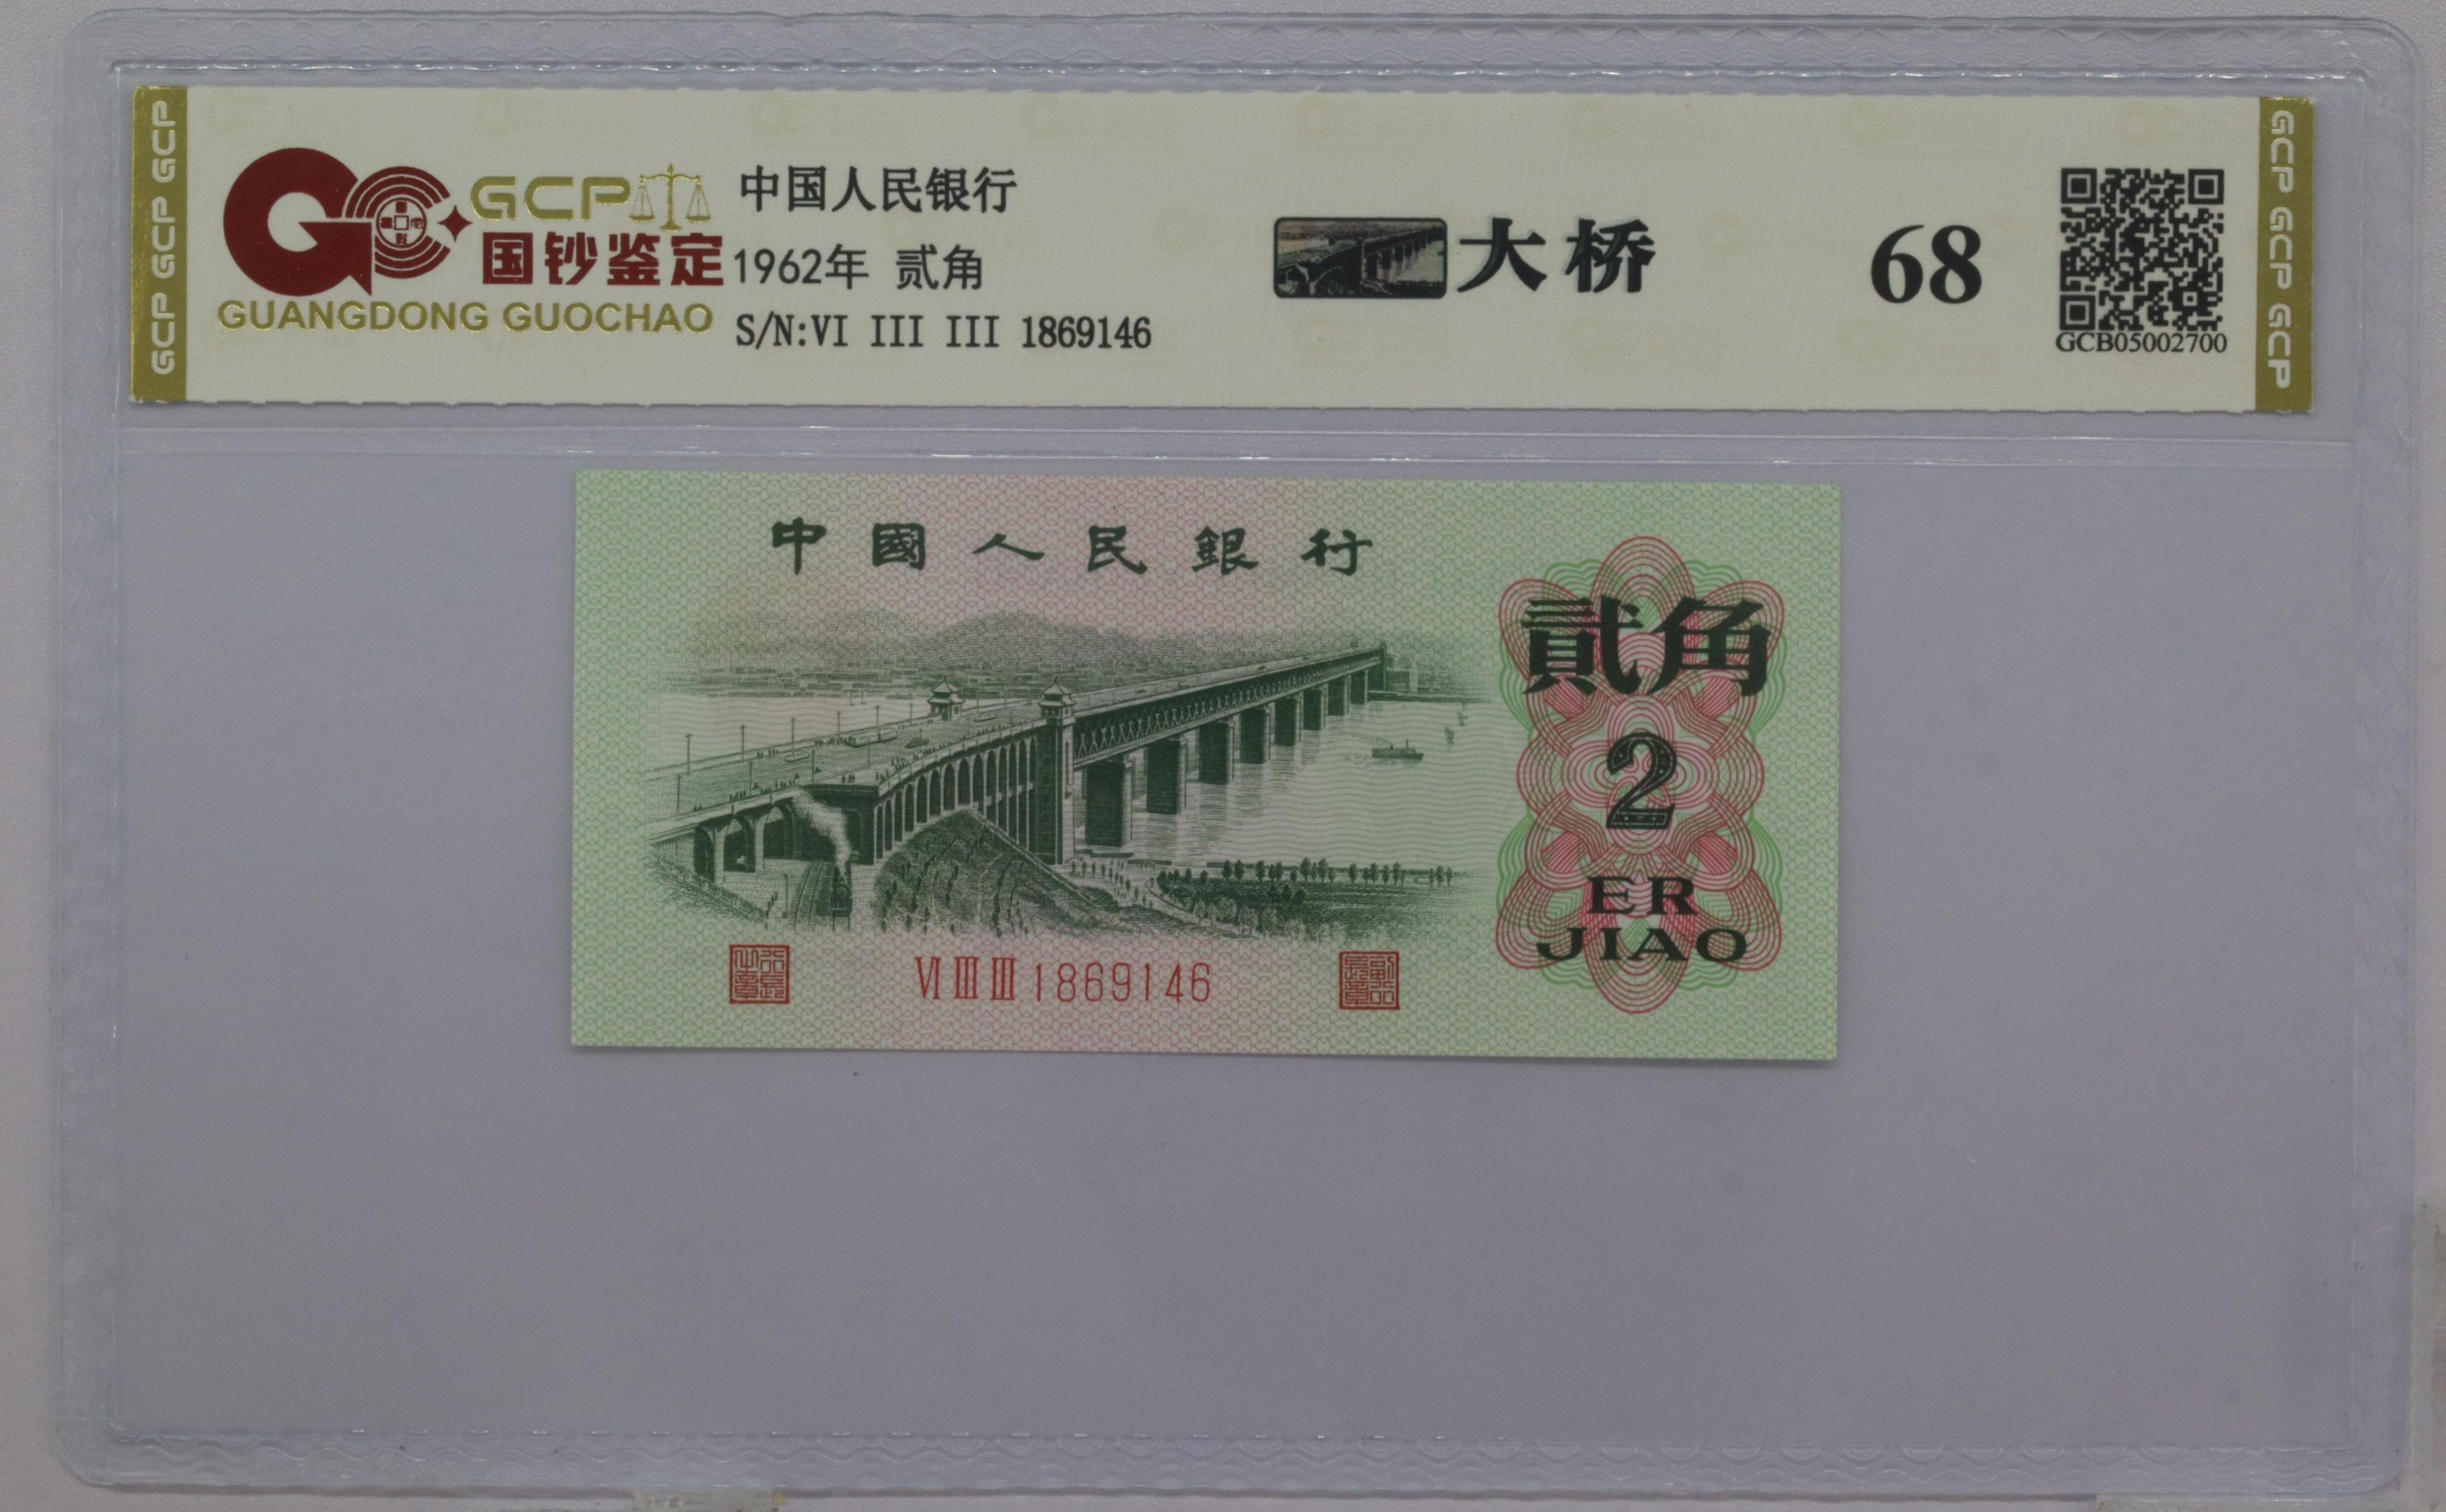 GCP GCP GCP
GCP
国钞鉴定
GUANGDONG GUOCHAO
中国人民银行
1962年 贰角
S/N:VI III III 1869146
大桥
68
GCB05002700
GCP GCP GCP
中國人民銀行
貳角
2
ER
JIAO
VI III III 1869146